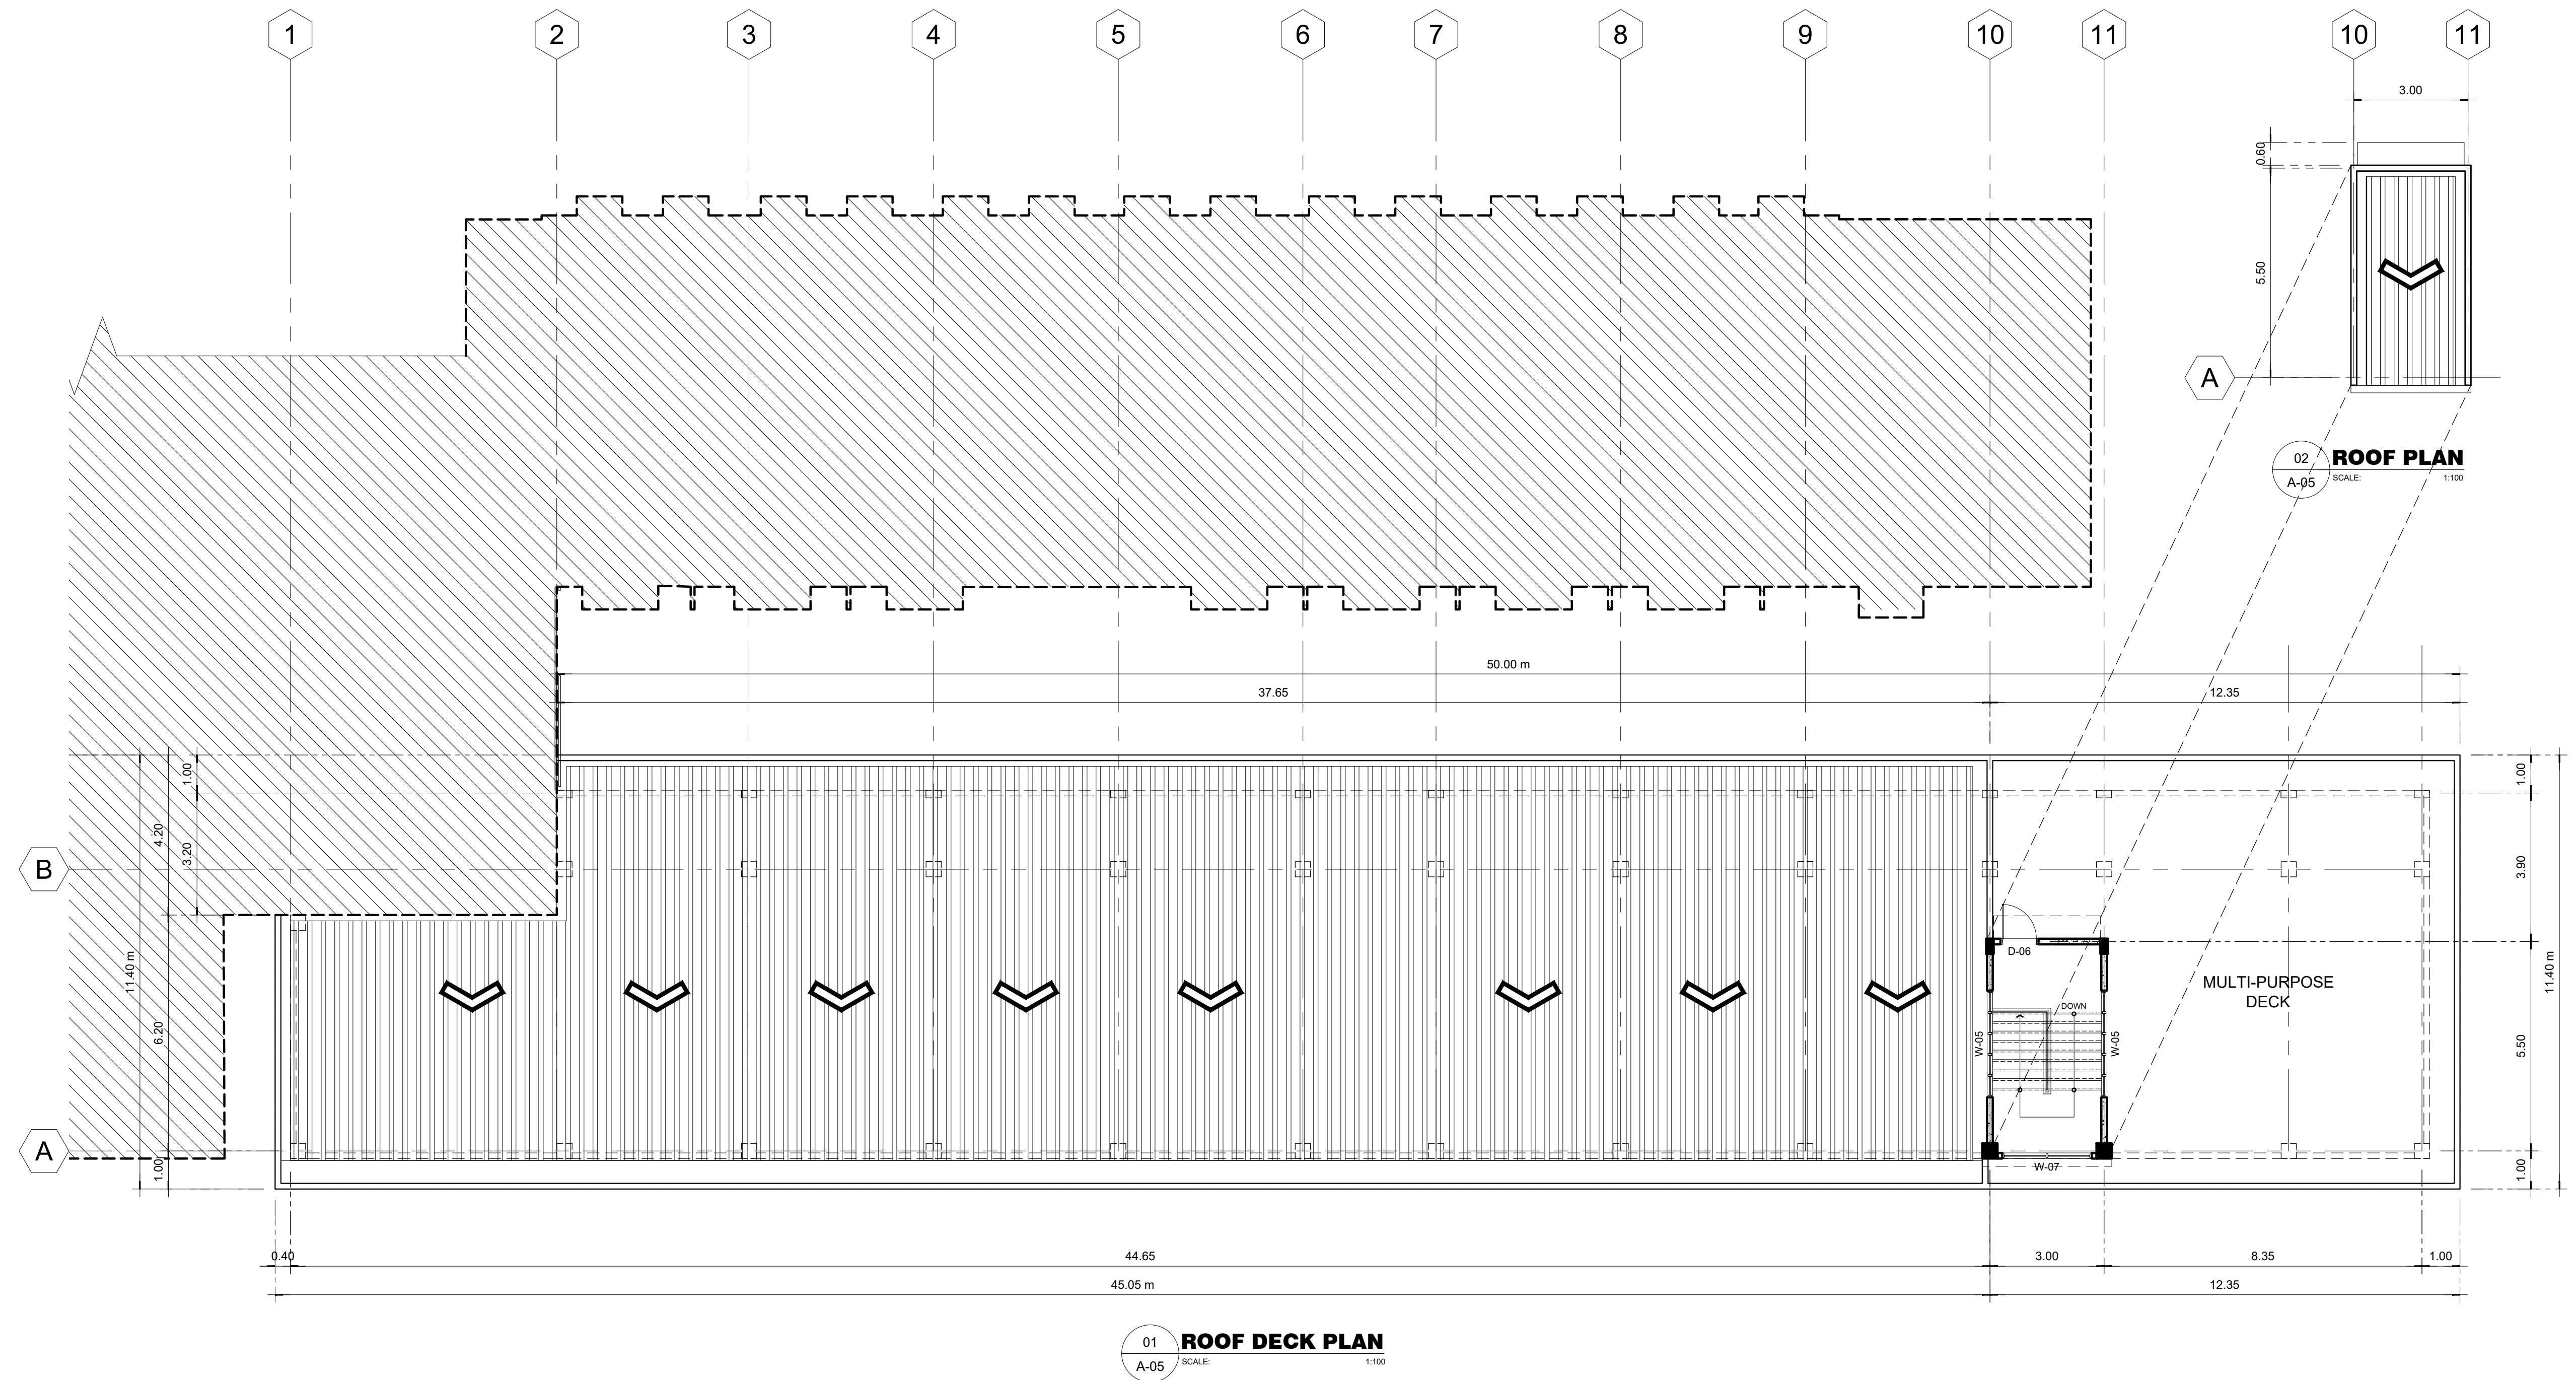 1 2 3 4 5 6 7 8 9 10 11 10 11
3.00
0.60
5.50
A
02
A-05
ROOF PLAN
SCALE: 1:100
50.00 m
37.65 12.35
1.00
4.20
3.20
B
11.40 m
6.20
A
1.00
1.00
3.90
5.50
11.40 m
1.00
D-06
MULTI-PURPOSE
DECK
DOWN
W-05
W-05
W-07
0.40 44.65 3.00 8.35 1.00
45.05 m 12.35
01
A-05
ROOF DECK PLAN
SCALE: 1:100